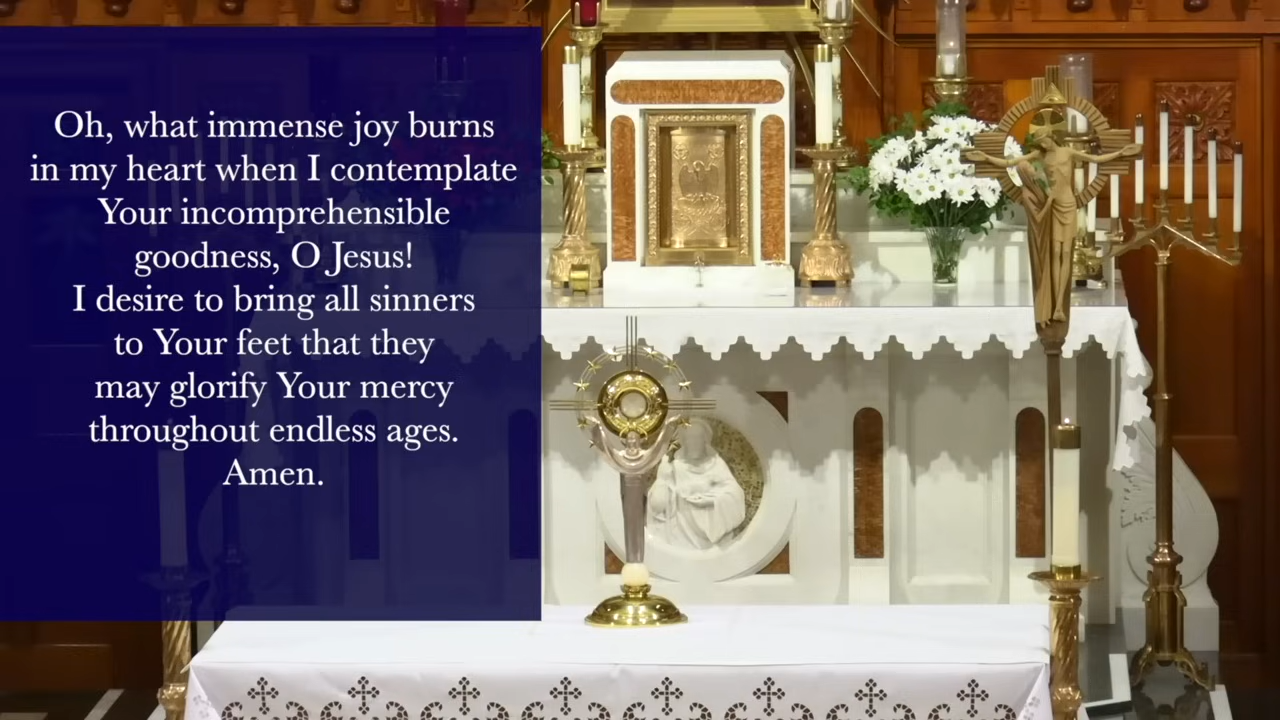 Oh, what immense joy burns
in my heart when I contemplate
Your incomprehensible
goodness, O Jesus!
I desire to bring all sinners
to Your feet that they
may glorify Your mercy
throughout endless ages.
Amen.